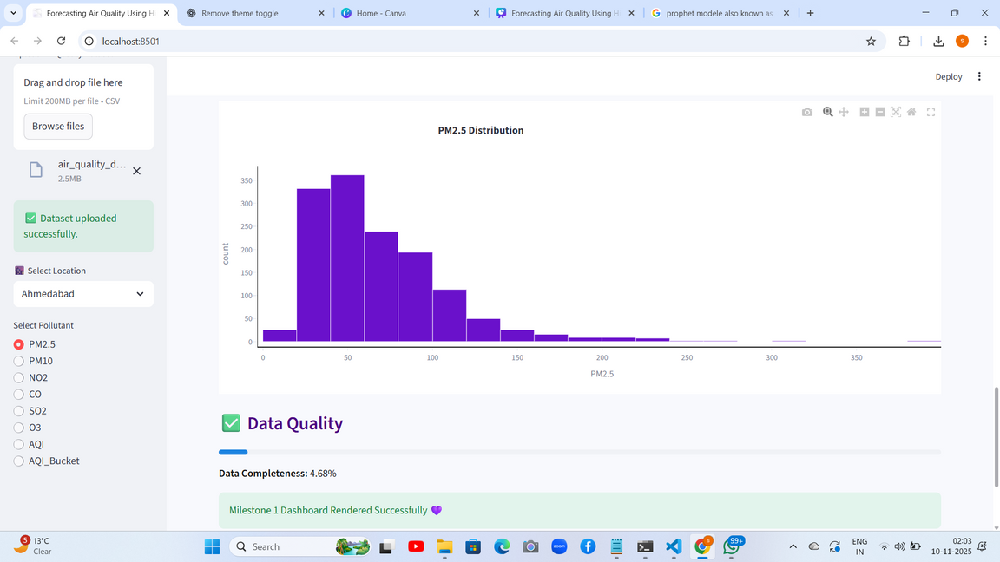 Forecasting Air Quality Using H
Remove theme toggle
Home - Canva
Forecasting Air Quality Using H
prophet modele also known as
localhost:8501
S
Deploy
Drag and drop file here
Limit 200MB per file • CSV
Browse files
air_quality_d...
2.5MB
✅ Dataset uploaded
successfully.
Select Location
Ahmedabad
Select Pollutant
PM2.5
PM10
NO2
CO
SO2
O3
AQI
AQI_Bucket
PM2.5 Distribution
350
300
250
200
150
100
50
0
count
0 50 100 150 200 250 300 350
PM2.5
✅ Data Quality
Data Completeness: 4.68%
Milestone 1 Dashboard Rendered Successfully 💜
5
13°C
Clear
Search
zoom
S
99+
ENG
IN
02:03
10-11-2025